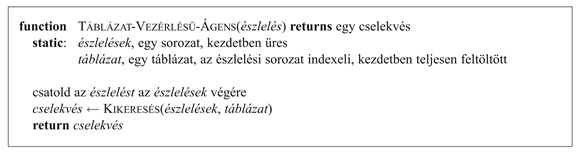 function TÁBLÁZAT-VEZÉRLÉSŰ-ÁGENS(észlelés) returns egy cselekvés
static: észlelések, egy sorozat, kezdetben üres
táblázat, egy táblázat, az észlelési sorozat indexeli, kezdetben teljesen feltöltött
csatold az észlelést az észlelések végére
cselekvés ← KIKERESÉS(észlelések, táblázat)
return cselekvés